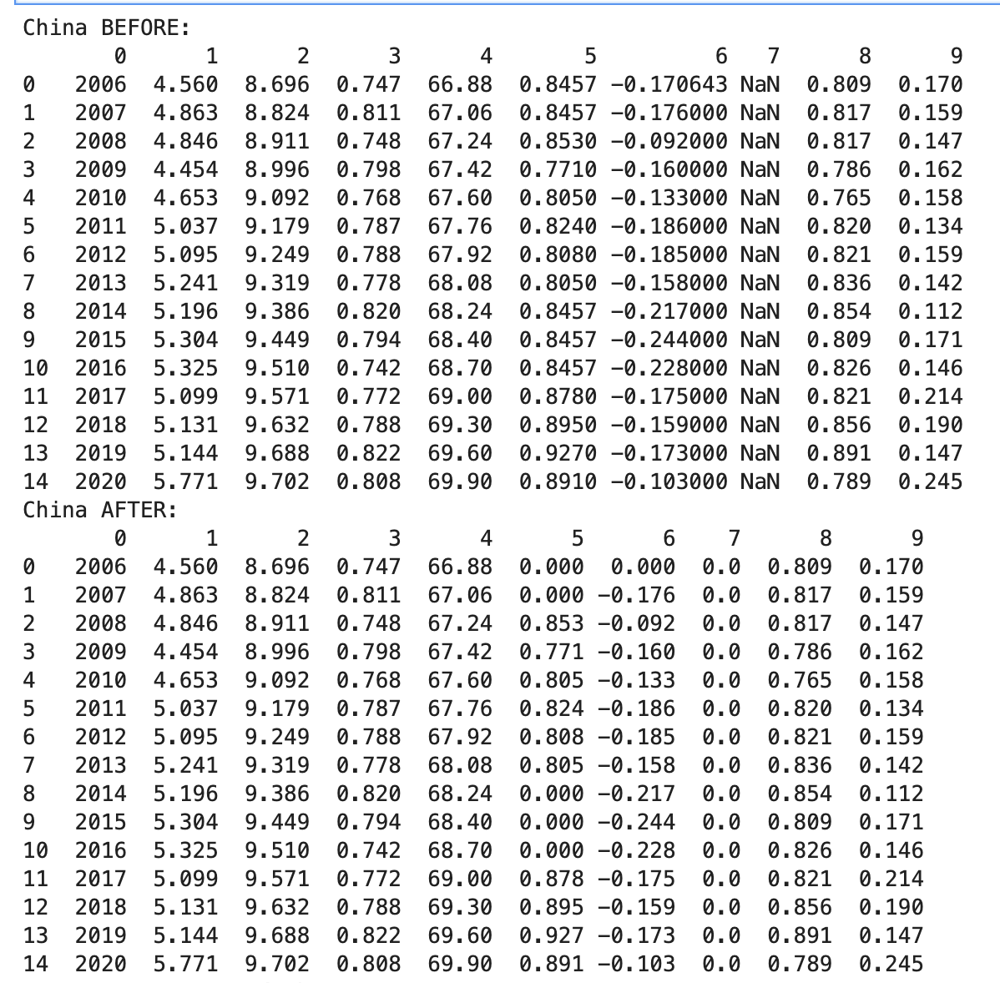 China BEFORE:
0 1 2 3 4 5 6 7 8 9
0 2006 4.560 8.696 0.747 66.88 0.8457 -0.170643 NaN 0.809 0.170
1 2007 4.863 8.824 0.811 67.06 0.8457 -0.176000 NaN 0.817 0.159
2 2008 4.846 8.911 0.748 67.24 0.8530 -0.092000 NaN 0.817 0.147
3 2009 4.454 8.996 0.798 67.42 0.7710 -0.160000 NaN 0.786 0.162
4 2010 4.653 9.092 0.768 67.60 0.8050 -0.133000 NaN 0.765 0.158
5 2011 5.037 9.179 0.787 67.76 0.8240 -0.186000 NaN 0.820 0.134
6 2012 5.095 9.249 0.788 67.92 0.8080 -0.185000 NaN 0.821 0.159
7 2013 5.241 9.319 0.778 68.08 0.8050 -0.158000 NaN 0.836 0.142
8 2014 5.196 9.386 0.820 68.24 0.8457 -0.217000 NaN 0.854 0.112
9 2015 5.304 9.449 0.794 68.40 0.8457 -0.244000 NaN 0.809 0.171
10 2016 5.325 9.510 0.742 68.70 0.8457 -0.228000 NaN 0.826 0.146
11 2017 5.099 9.571 0.772 69.00 0.8780 -0.175000 NaN 0.821 0.214
12 2018 5.131 9.632 0.788 69.30 0.8950 -0.159000 NaN 0.856 0.190
13 2019 5.144 9.688 0.822 69.60 0.9270 -0.173000 NaN 0.891 0.147
14 2020 5.771 9.702 0.808 69.90 0.8910 -0.103000 NaN 0.789 0.245
China AFTER:
0 1 2 3 4 5 6 7 8 9
0 2006 4.560 8.696 0.747 66.88 0.000 0.000 0.0 0.809 0.170
1 2007 4.863 8.824 0.811 67.06 0.000 -0.176 0.0 0.817 0.159
2 2008 4.846 8.911 0.748 67.24 0.853 -0.092 0.0 0.817 0.147
3 2009 4.454 8.996 0.798 67.42 0.771 -0.160 0.0 0.786 0.162
4 2010 4.653 9.092 0.768 67.60 0.805 -0.133 0.0 0.765 0.158
5 2011 5.037 9.179 0.787 67.76 0.824 -0.186 0.0 0.820 0.134
6 2012 5.095 9.249 0.788 67.92 0.808 -0.185 0.0 0.821 0.159
7 2013 5.241 9.319 0.778 68.08 0.805 -0.158 0.0 0.836 0.142
8 2014 5.196 9.386 0.820 68.24 0.000 -0.217 0.0 0.854 0.112
9 2015 5.304 9.449 0.794 68.40 0.000 -0.244 0.0 0.809 0.171
10 2016 5.325 9.510 0.742 68.70 0.000 -0.228 0.0 0.826 0.146
11 2017 5.099 9.571 0.772 69.00 0.878 -0.175 0.0 0.821 0.214
12 2018 5.131 9.632 0.788 69.30 0.895 -0.159 0.0 0.856 0.190
13 2019 5.144 9.688 0.822 69.60 0.927 -0.173 0.0 0.891 0.147
14 2020 5.771 9.702 0.808 69.90 0.891 -0.103 0.0 0.789 0.245